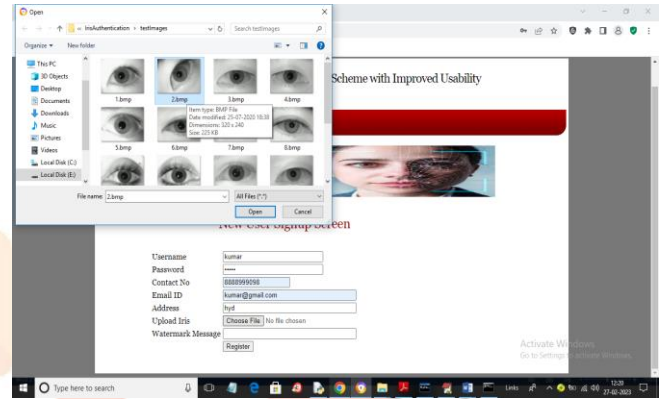 Open
IrisAuthentication > testImages
Search testImages
Organize
New folder
This PC
3D Objects
Desktop
Documents
Downloads
Music
Pictures
Videos
Local Disk (C:)
Local Disk (E:)
1.bmp
2.bmp
3.bmp
4.bmp
Item type: BMP File
Date modified: 25-07-2020 18:38
Dimensions: 320 x 240
Size: 225 KB
5.bmp
6.bmp
7.bmp
8.bmp
File name: 2.bmp
All Files (*.*)
Open
Cancel
Scheme with Improved Usability
New User Signup Screen
Username
kumar
Password
Contact No
8888999098
Email ID
kumar@gmail.com
Address
hyd
Upload Iris
Choose File No file chosen
Watermark Message
Register
Activate Windows
Go to Settings to activate Windows.
Type here to search
Links
12:20
27-02-2023